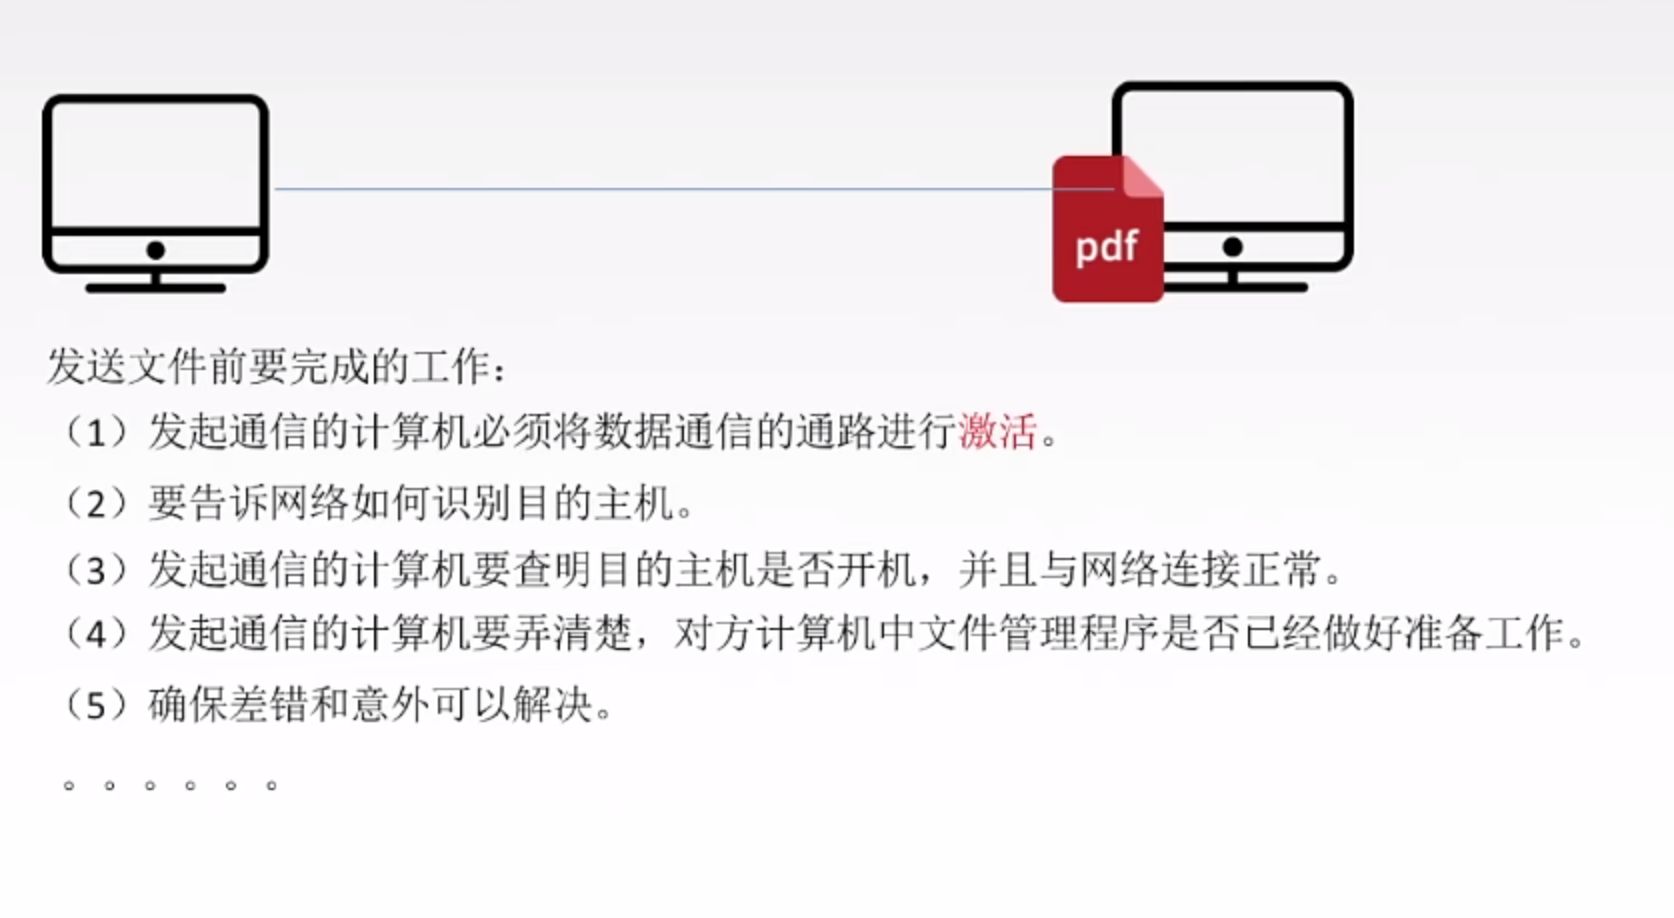 pdf
发送文件前要完成的工作：
（1）发起通信的计算机必须将数据通信的通路进行激活。
（2）要告诉网络如何识别目的主机。
（3）发起通信的计算机要查明目的主机是否开机，并且与网络连接正常。
（4）发起通信的计算机要弄清楚，对方计算机中文件管理程序是否已经做好准备工作。
（5）确保差错和意外可以解决。
。。。。。。